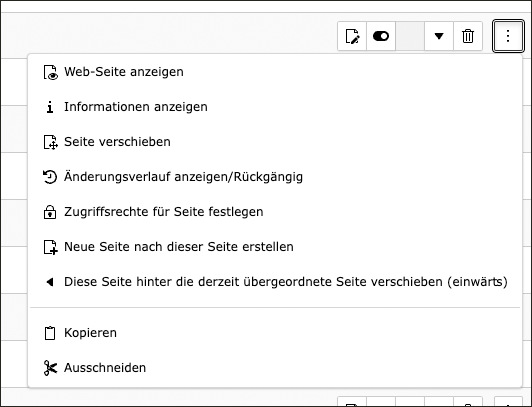 Web-Seite anzeigen
Informationen anzeigen
Seite verschieben
Änderungsverlauf anzeigen/Rückgängig
Zugriffsrechte für Seite festlegen
Neue Seite nach dieser Seite erstellen
Diese Seite hinter die derzeit übergeordnete Seite verschieben (einwärts)
Kopieren
Ausschneiden